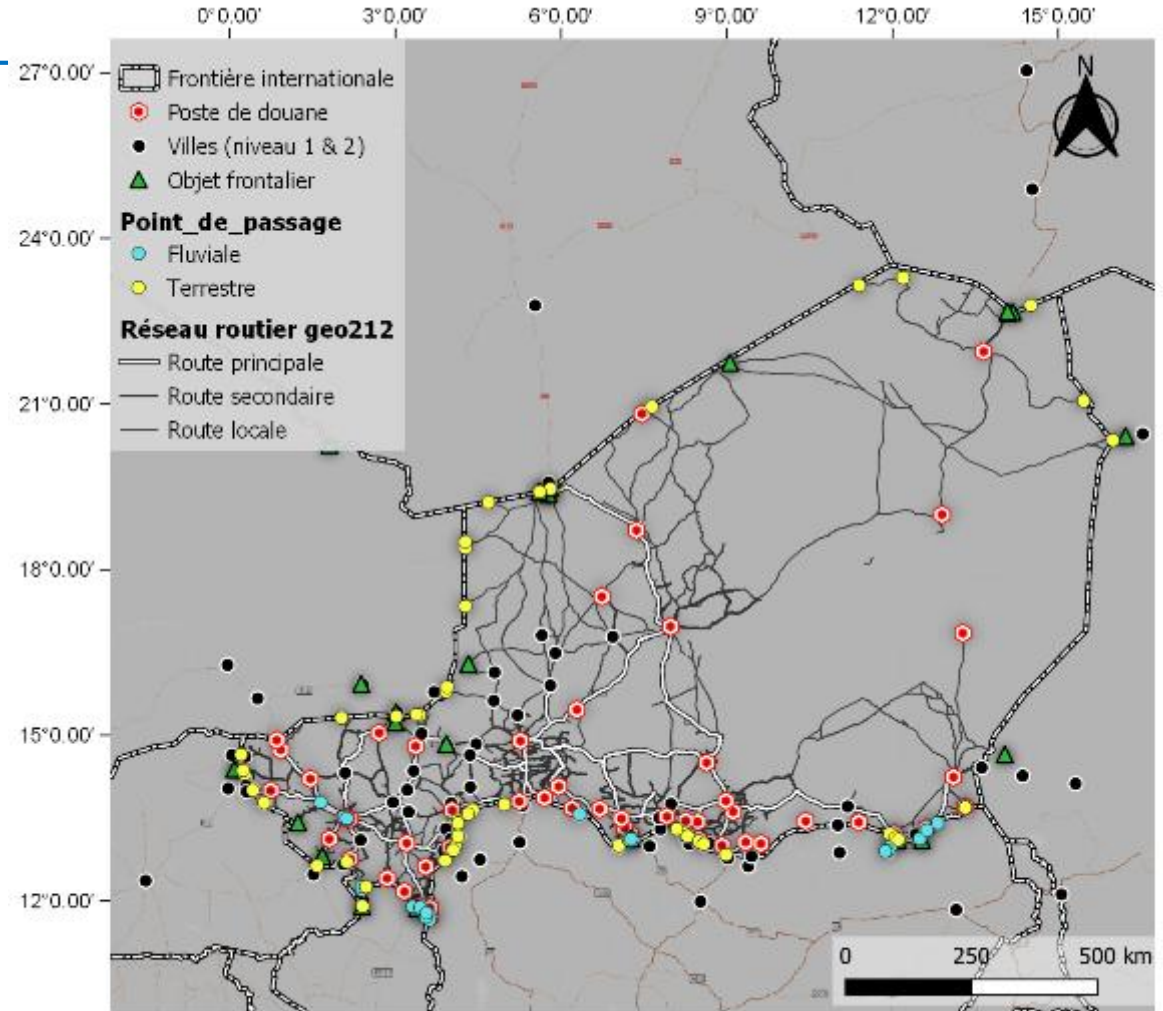 0°0.00′ 3°0.00′ 6°0.00′ 9°0.00′ 12°0.00′ 15°0.00′
27°0.00′
24°0.00′
21°0.00′
18°0.00′
15°0.00′
12°0.00′
Frontière internationale
Poste de douane
Villes (niveau 1 & 2)
Objet frontalier
Point_de_passage
Fluviale
Terrestre
Réseau routier geo212
Route principale
Route secondaire
Route locale
N
0 250 500 km